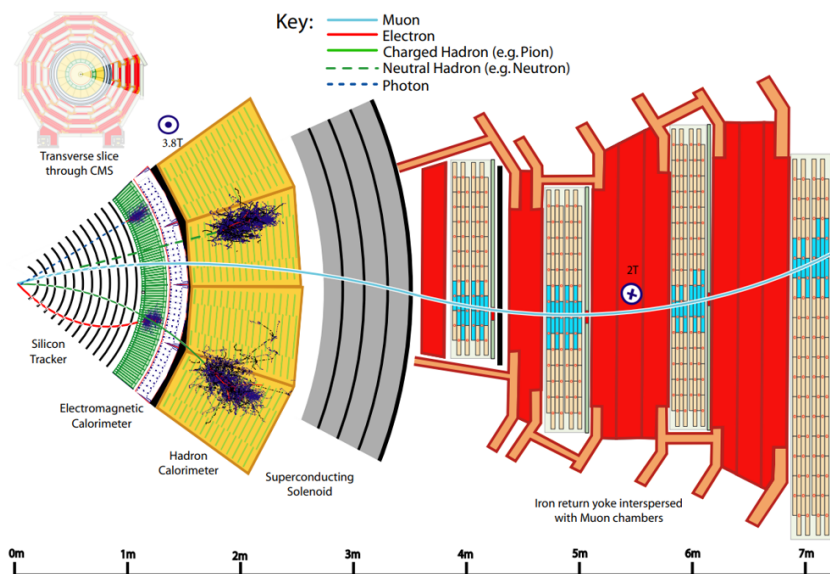 Key:
Muon
Electron
Charged Hadron (e.g. Pion)
Neutral Hadron (e.g. Neutron)
Photon
Transverse slice
through CMS
3.8T
2T
Silicon
Tracker
Electromagnetic
Calorimeter
Hadron
Calorimeter
Superconducting
Solenoid
Iron return yoke interspersed
with Muon chambers
0m 1m 2m 3m 4m 5m 6m 7m